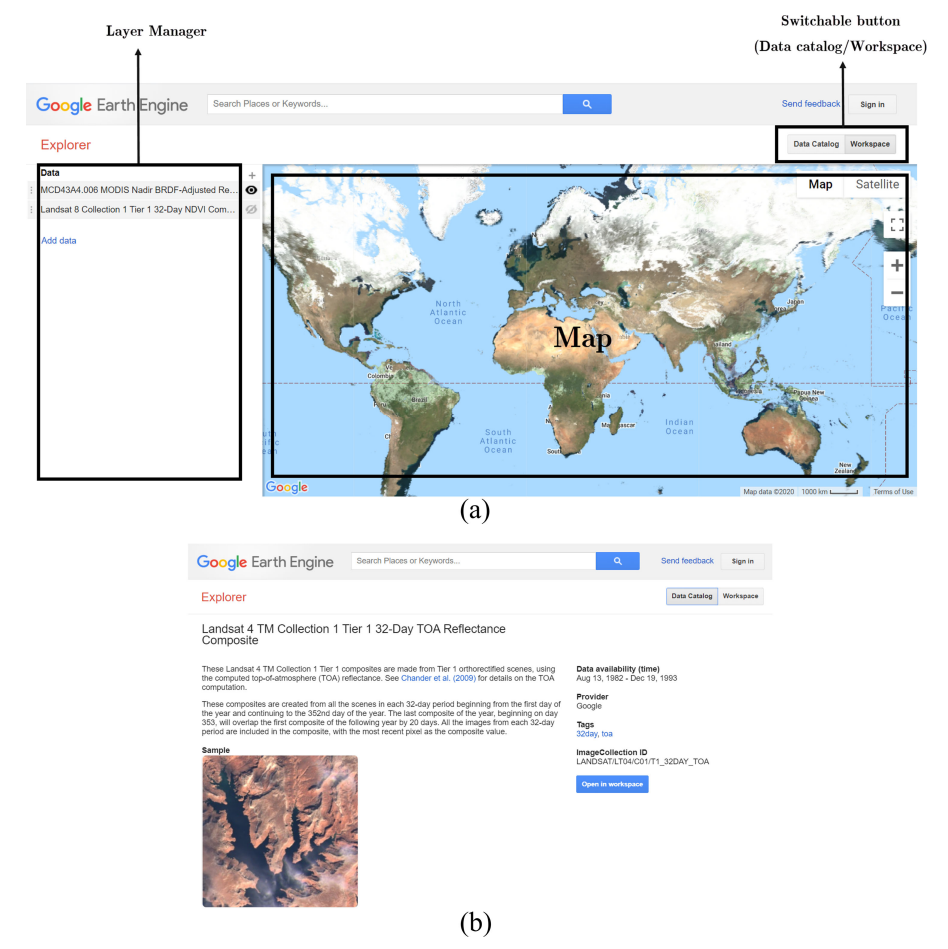 Layer Manager
Switchable button
(Data catalog/Workspace)
Google Earth Engine
Search Places or Keywords...
Send feedback
Sign in
Explorer
Data Catalog
Workspace
Data
MCD43A4.006 MODIS Nadir BRDF-Adjusted Re...
Landsat 8 Collection 1 Tier 1 32-Day NDVI Com...
Add data
Map
Satellite
North
Atlantic
Ocean
Japan
Pacific
Ocean
Map
Thailand
Colombia
Brazil
Papua New
Guinea
Indian
Ocean
South
Atlantic
Ocean
New
Zealand
Google
Map data ©2020
1000 km
Terms of Use
(a)
Google Earth Engine
Search Places or Keywords...
Send feedback
Sign in
Explorer
Data Catalog
Workspace
Landsat 4 TM Collection 1 Tier 1 32-Day TOA Reflectance
Composite
These Landsat 4 TM Collection 1 Tier 1 composites are made from Tier 1 orthorectified scenes, using
the computed top-of-atmosphere (TOA) reflectance. See Chander et al. (2009) for details on the TOA
computation.
These composites are created from all the scenes in each 32-day period beginning from the first day of
the year and continuing to the 352nd day of the year. The last composite of the year, beginning on day
353, will overlap the first composite of the following year by 20 days. All the images from each 32-day
period are included in the composite, with the most recent pixel as the composite value.
Sample
Data availability (time)
Aug 13, 1982 - Dec 19, 1993
Provider
Google
Tags
32day, toa
ImageCollection ID
LANDSAT/LT04/C01/T1_32DAY_TOA
Open in workspace
(b)